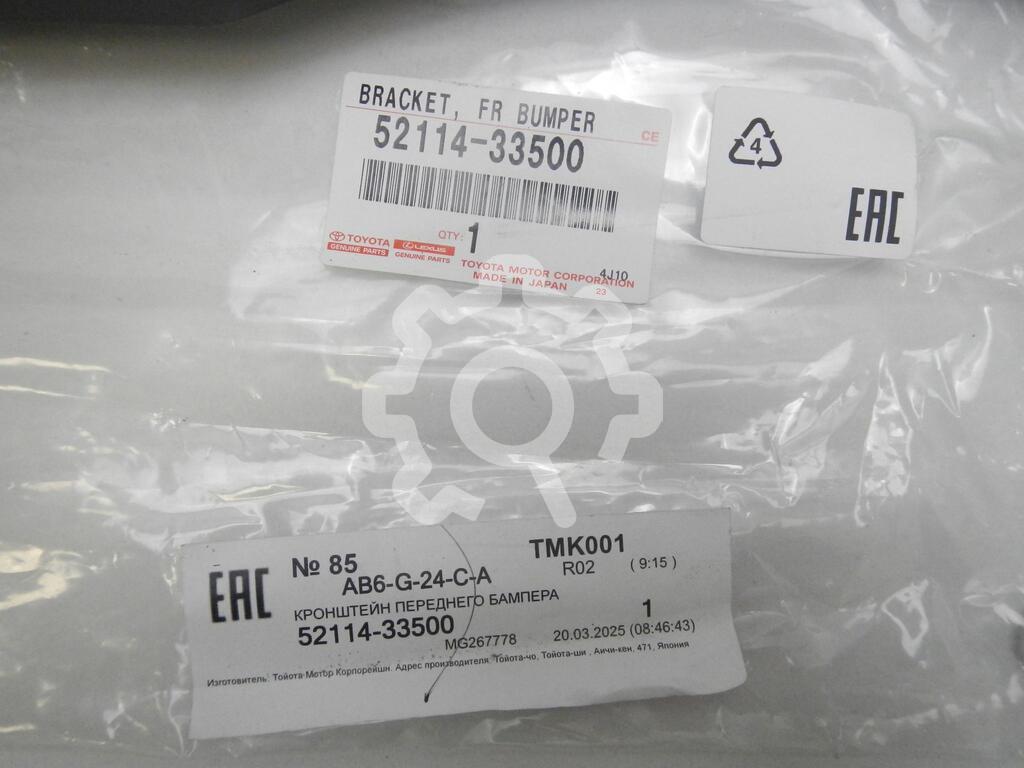 BRACKET, FR BUMPER
CE
52114-33500
QTY: 1
TOYOTA
GENUINE PARTS
LEXUS
GENUINE PARTS
4J10
TOYOTA MOTOR CORPORATION
MADE IN JAPAN 23
4
EAC
EAC
№ 85
TMK001
AB6-G-24-C-A
R02 (9:15)
КРОНШТЕЙН ПЕРЕДНЕГО БАМПЕРА
1
52114-33500
MG267778 20.03.2025 (08:46:43)
Изготовитель: Тойота Мотор Корпорейшн. Адрес производителя: Тойота-чо, Тойота-ши , Аичи-кен, 471, Япония